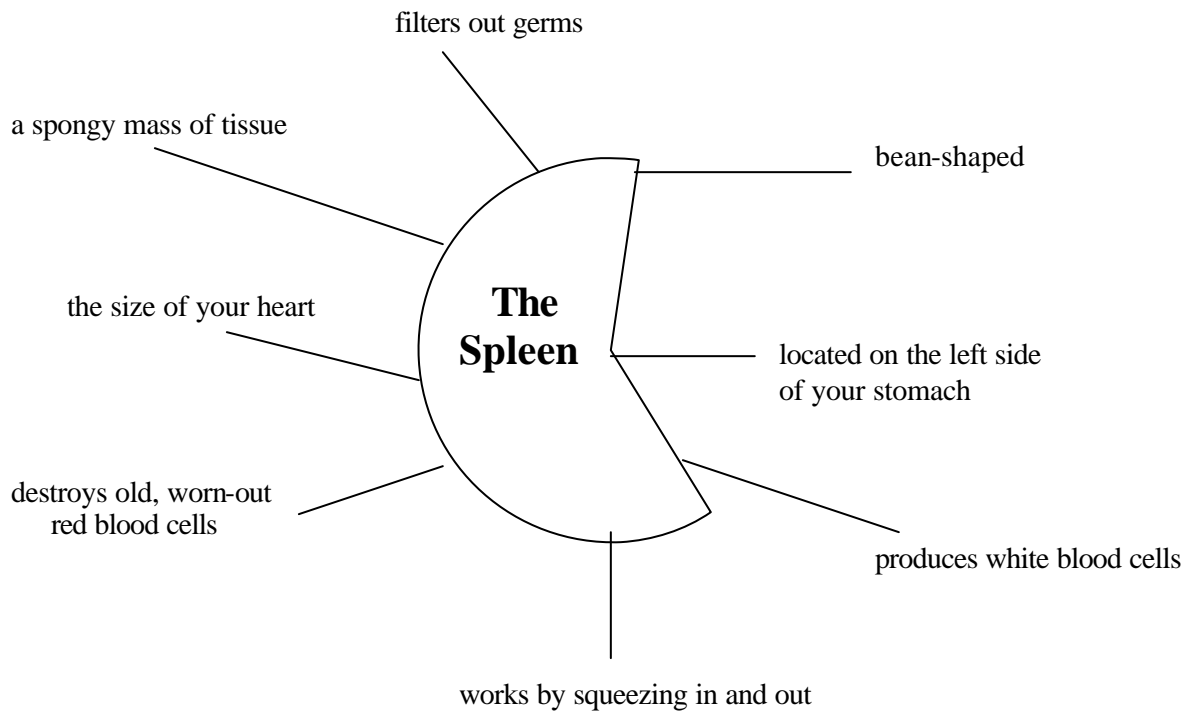 filters out germs
a spongy mass of tissue
bean-shaped
the size of your heart
The
Spleen
located on the left side
of your stomach
destroys old, worn-out
red blood cells
produces white blood cells
works by squeezing in and out